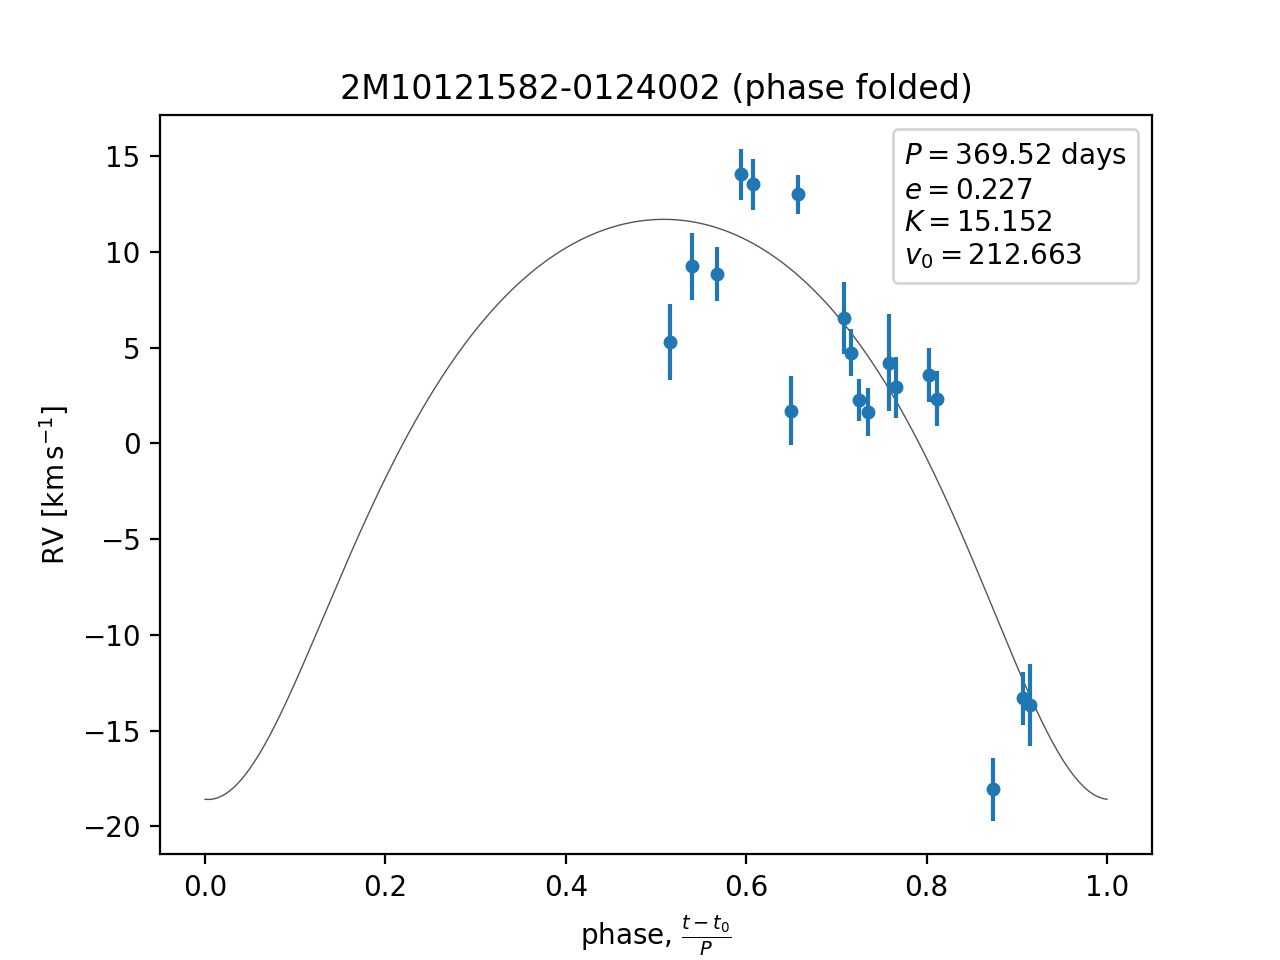 2M10121582-0124002 (phase folded)
P = 369.52 days
e = 0.227
K = 15.152
v₀ = 212.663
15
10
5
0
−5
−10
−15
−20
RV [km s⁻¹]
0.0 0.2 0.4 0.6 0.8 1.0
phase, (t − t₀)/P